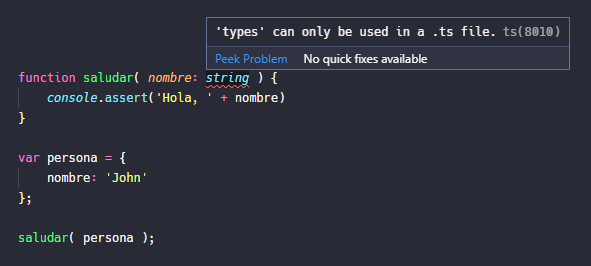 'types' can only be used in a .ts file. ts(8010)
Peek Problem No quick fixes available
function saludar( nombre: string ) {
console.assert('Hola, ' + nombre)
}
var persona = {
nombre: 'John'
};
saludar( persona );